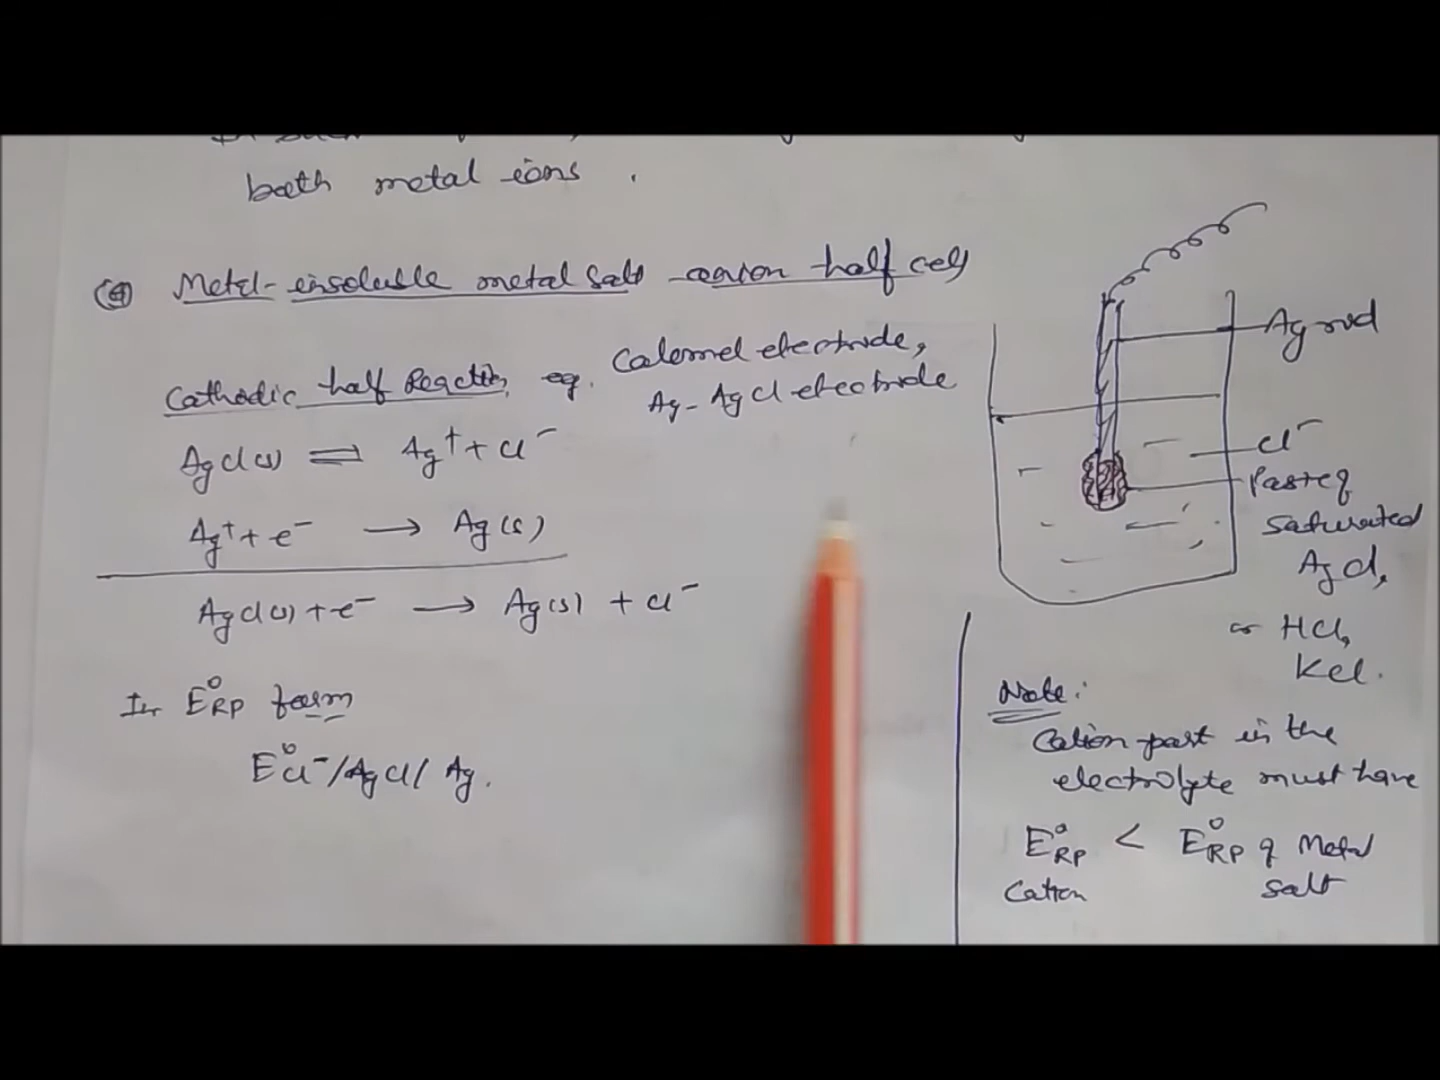 both metal ions .
(4) Metal-insoluble metal salt -anion half cell
Cathodic half Reaction, eg. Calomel electrode,
Ag-AgCl electrode
AgCl(s) ⇌ Ag⁺ + Cl⁻
Ag⁺ + e⁻ → Ag(s)
AgCl(s) + e⁻ → Ag(s) + Cl⁻
In E°RP form
E°Cl⁻/AgCl/ Ag.
Ag rod
Cl⁻
Paste of
saturated
AgCl,
or HCl,
KCl.
Note:
Cation part in the
electrolyte must have
E°RP < E°RP of Metal
Cation salt